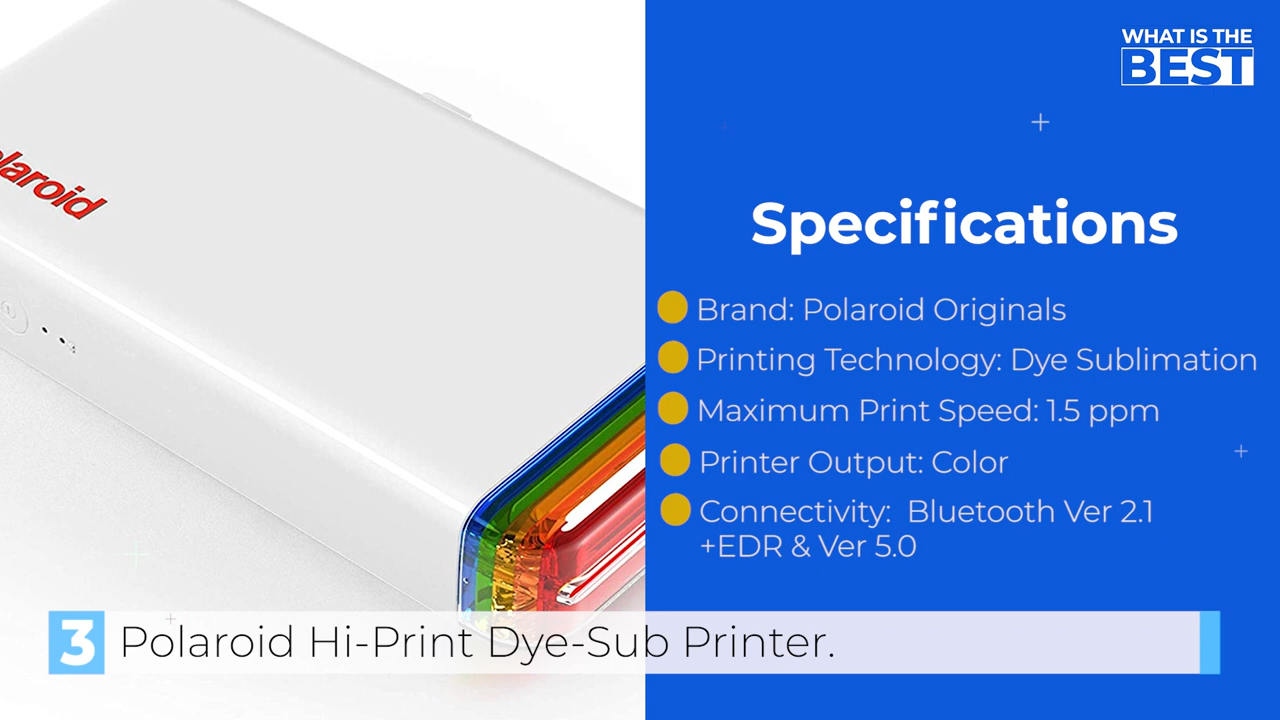 WHAT IS THE
BEST
laroid
Specifications
Brand: Polaroid Originals
Printing Technology: Dye Sublimation
Maximum Print Speed: 1.5 ppm
Printer Output: Color
Connectivity: Bluetooth Ver 2.1
+EDR & Ver 5.0
3 Polaroid Hi-Print Dye-Sub Printer.